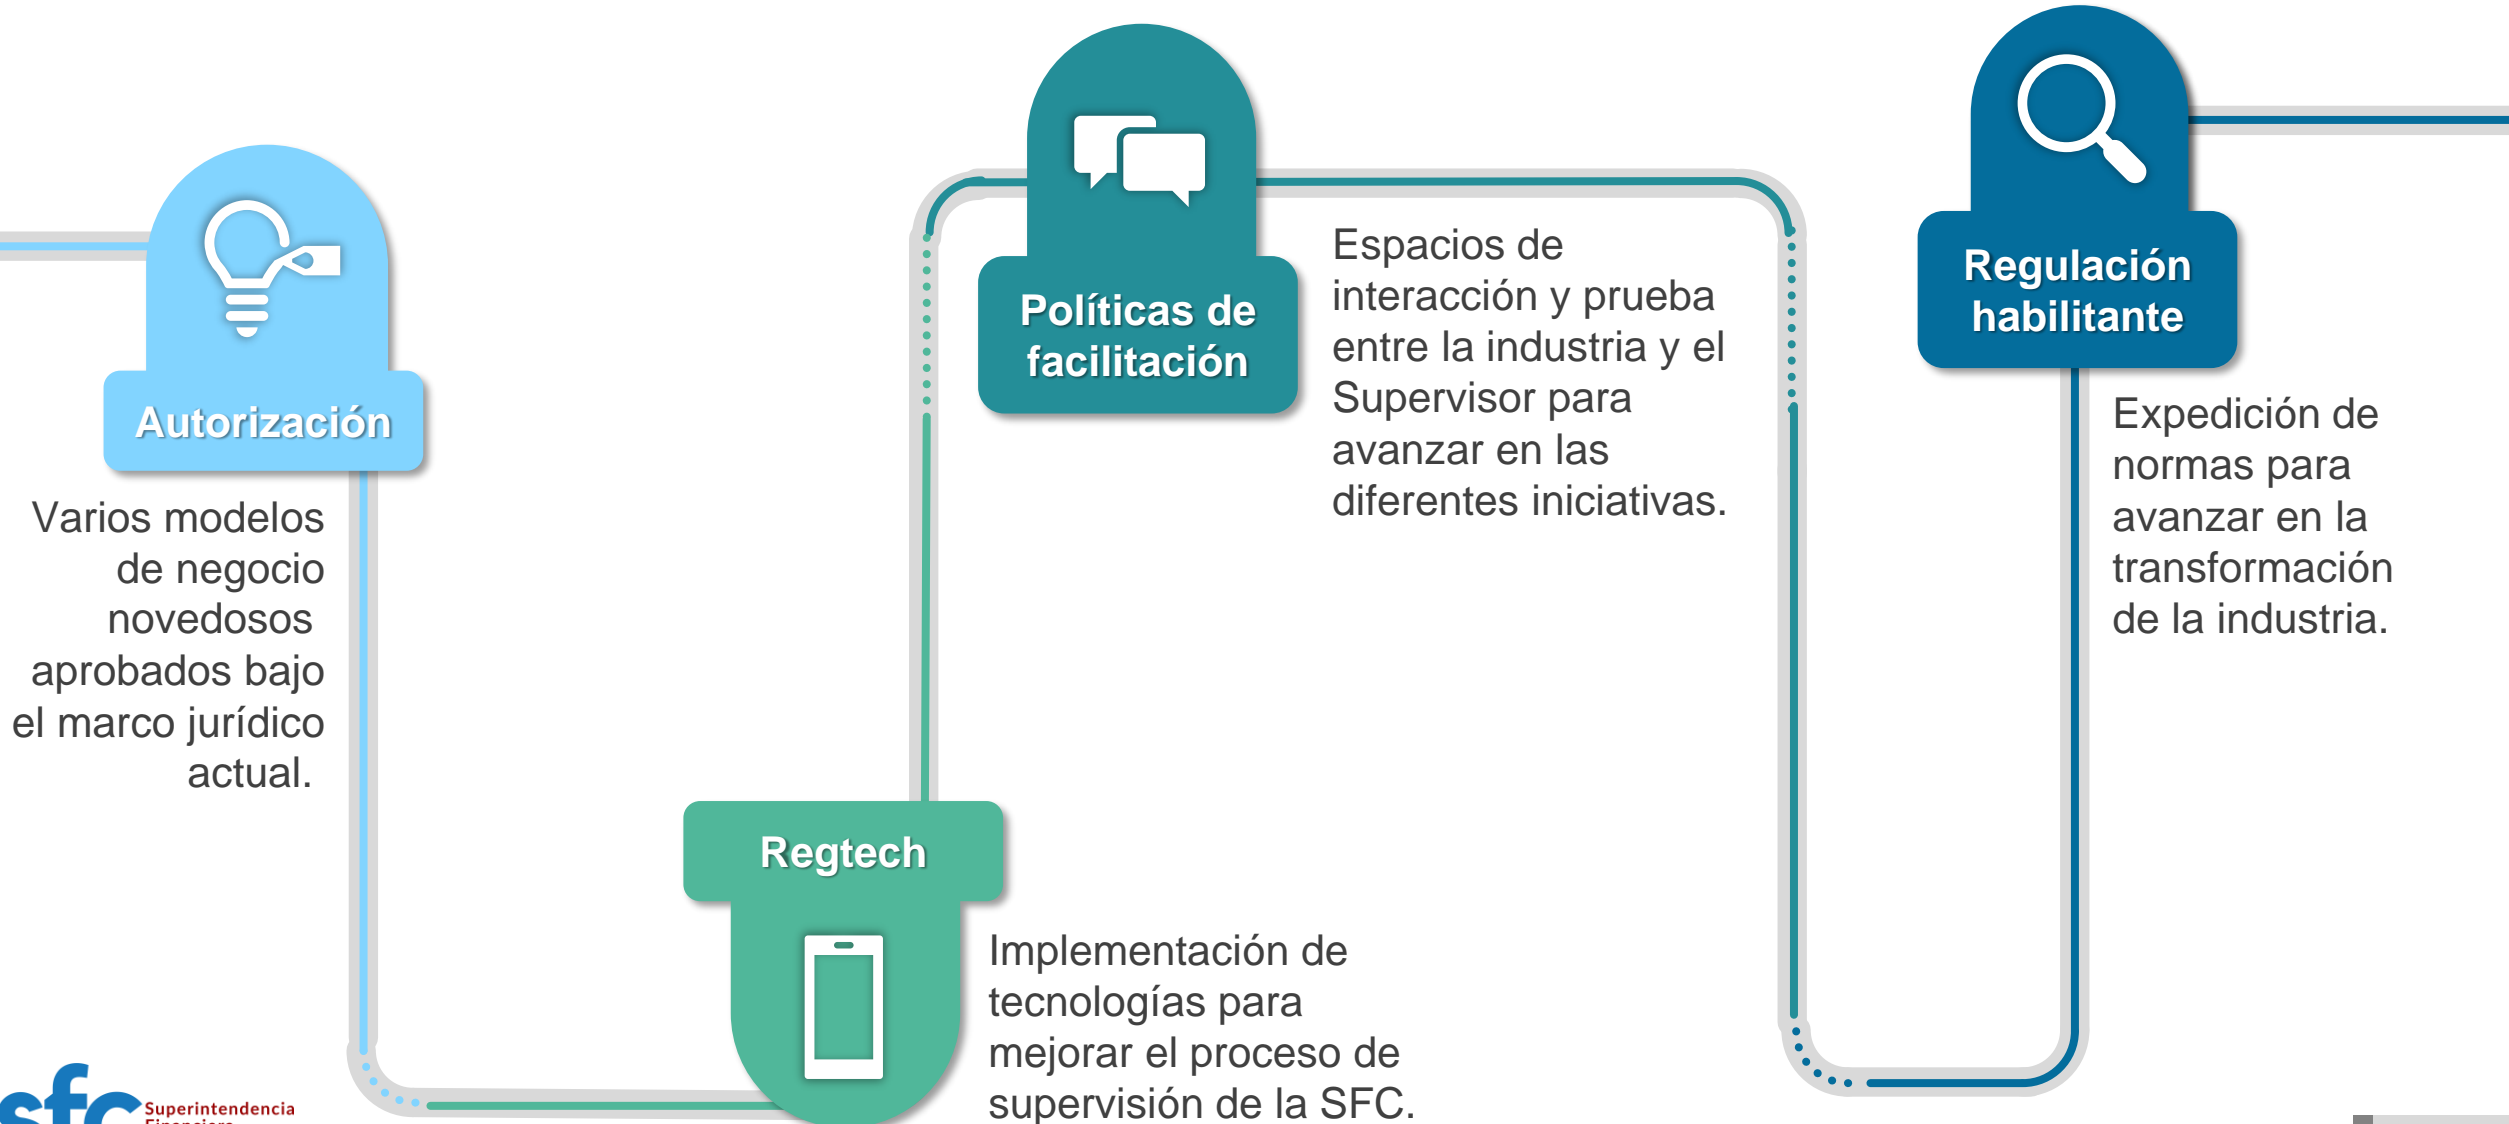 Autorización
Varios modelos
de negocio
novedosos
aprobados bajo
el marco jurídico
actual.
Regtech
Implementación de
tecnologías para
mejorar el proceso de
supervisión de la SFC.
Políticas de
facilitación
Espacios de
interacción y prueba
entre la industria y el
Supervisor para
avanzar en las
diferentes iniciativas.
Regulación
habilitante
Expedición de
normas para
avanzar en la
transformación
de la industria.
sfc
Superintendencia
Financiera